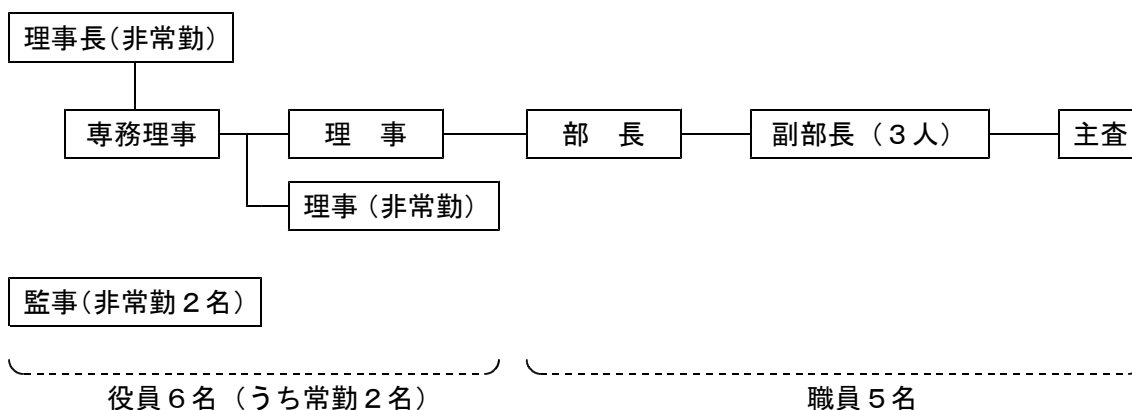 理事長(非常勤)
専務理事
理　事
部　長
副部長（３人）
主査
理事（非常勤）
監事(非常勤２名)
役員６名（うち常勤２名）
職員５名